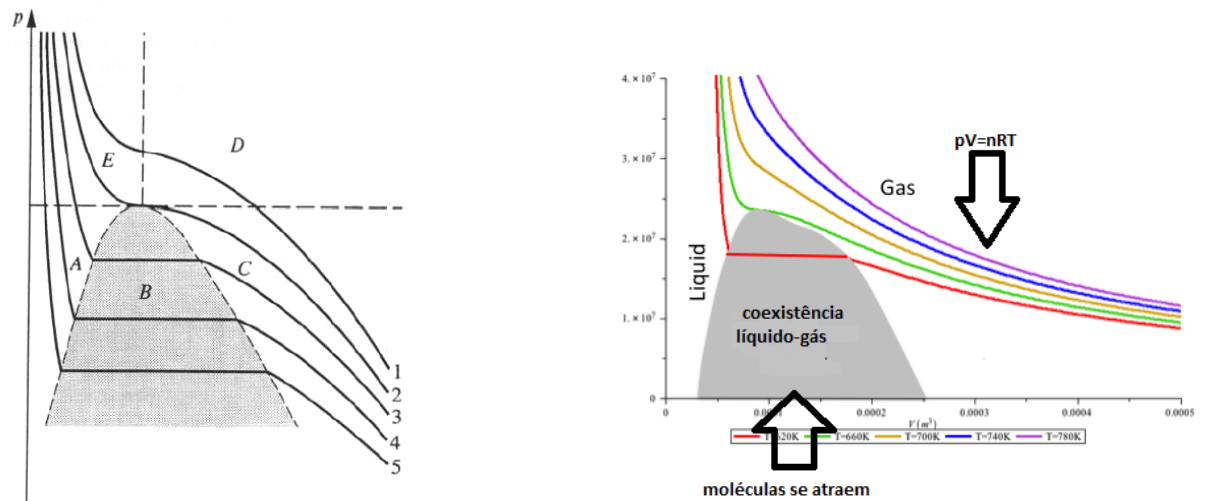 p
D
E
A
C
B
1
2
3
4
5
4. × 10⁷
3. × 10⁷
2. × 10⁷
1. × 10⁷
0
pV=nRT
Gas
Liquid
coexistência
líquido-gás
0
0.0002
0.0003
0.0004
0.0005
V (m³)
T=660K
T=700K
T=740K
T=780K
moléculas se atraem